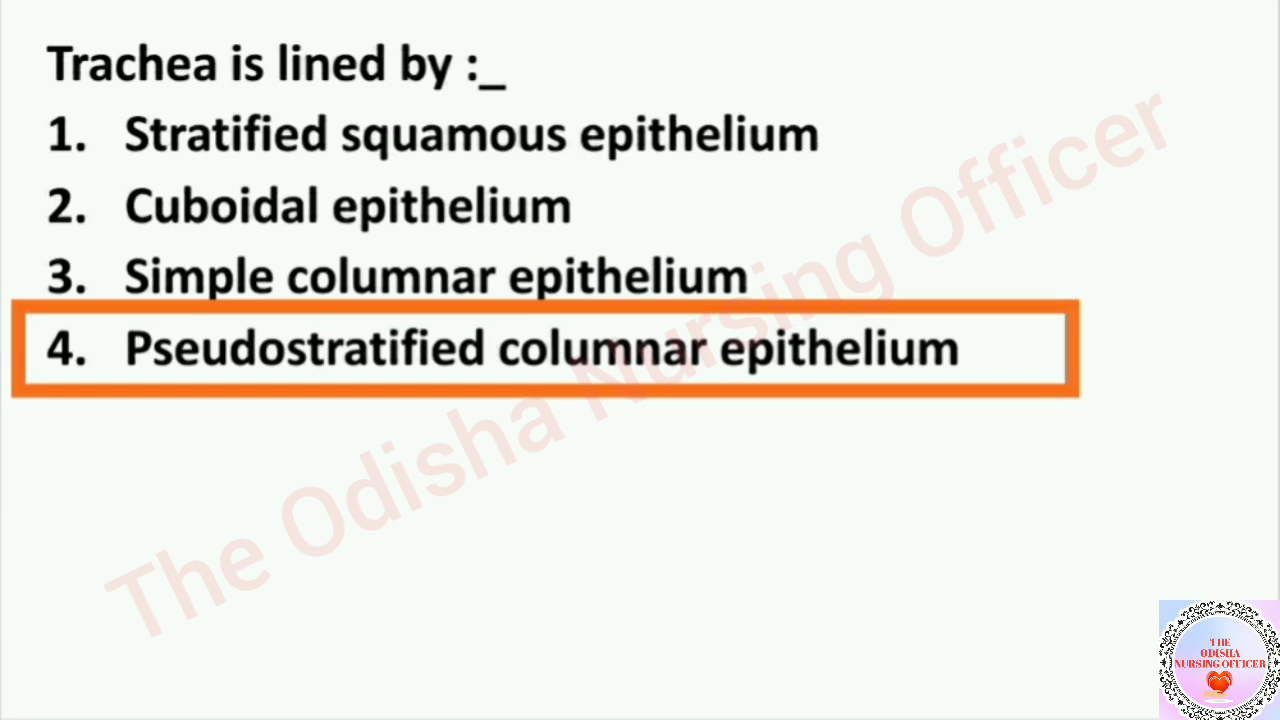 Trachea is lined by :_
1. Stratified squamous epithelium
2. Cuboidal epithelium
3. Simple columnar epithelium
4. Pseudostratified columnar epithelium
The Odisha Nursing Officer
THE
ODISHA
NURSING OFFICER